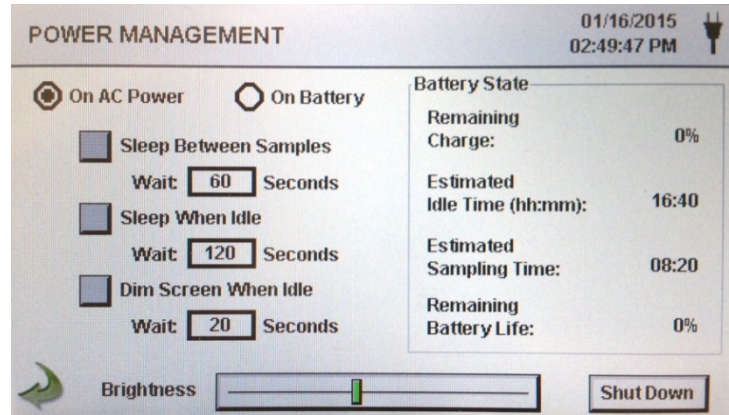 POWER MANAGEMENT
01/16/2015
02:49:47 PM
On AC Power
On Battery
Sleep Between Samples
Wait: 60 Seconds
Sleep When Idle
Wait: 120 Seconds
Dim Screen When Idle
Wait: 20 Seconds
Battery State
Remaining
Charge: 0%
Estimated
Idle Time (hh:mm): 16:40
Estimated
Sampling Time: 08:20
Remaining
Battery Life: 0%
Brightness
Shut Down